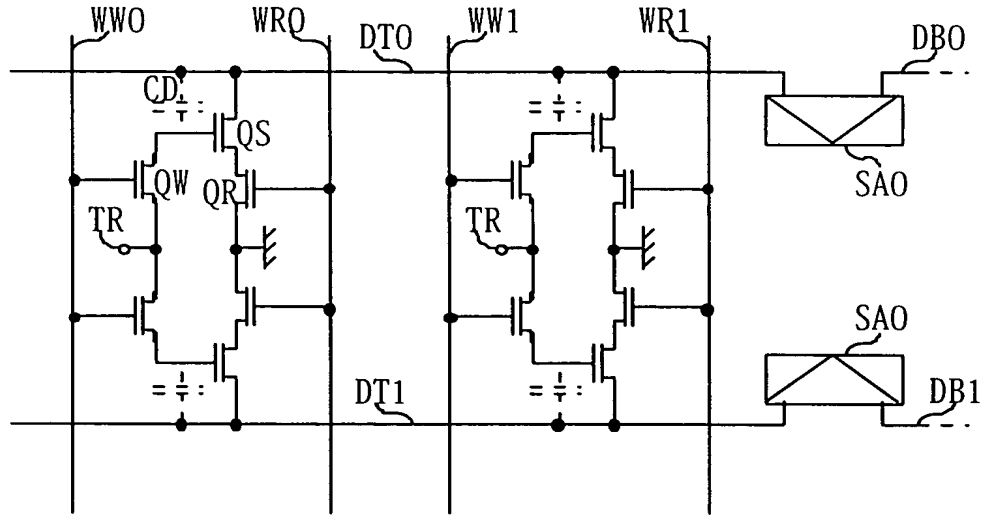 WW0 WR0 DT0 WW1 WR1 DB0
CD
QS
QW QR SA0
TR TR
SA0
DT1 DB1